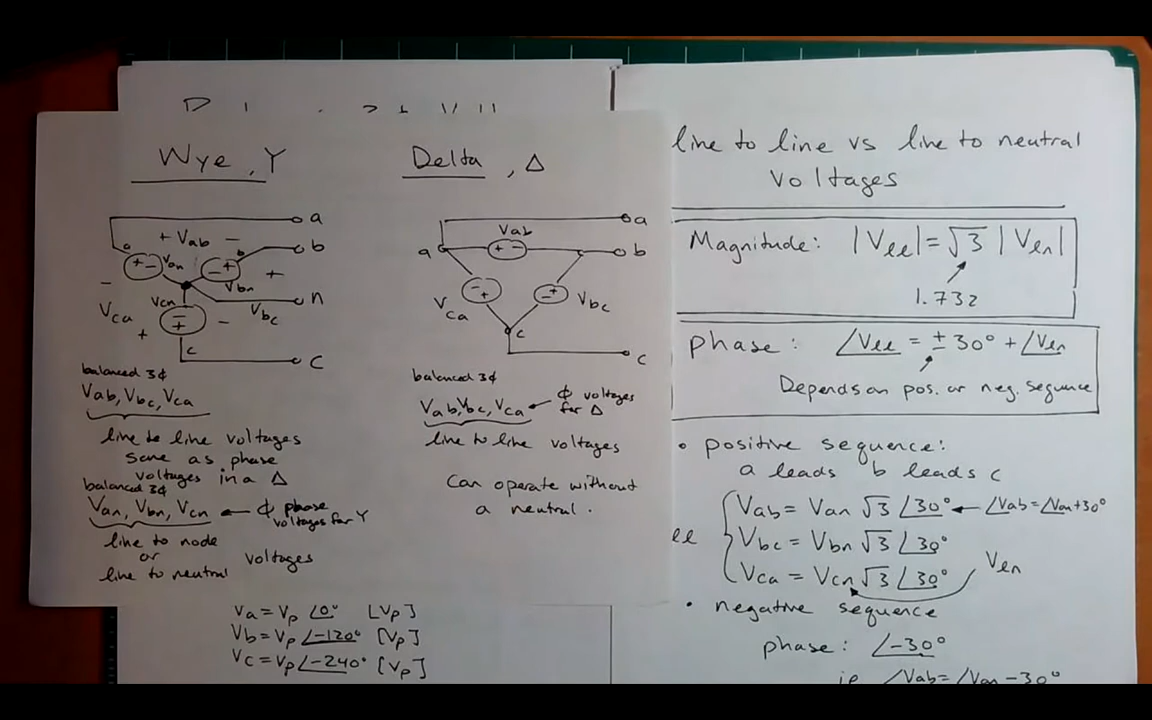 Wye, Y
a
+ Vab -
b
a
b
+ -
Van
- +
Vbn
+
-
Vcn
n
Vca
- +
-
Vbc
+
c
c
balanced 3ϕ
Vab, Vbc, Vca
line to line voltages
same as phase
voltages in a Δ
balanced 3ϕ
Van, Vbn, Vcn ← ϕ phase
voltages for Y
line to node
or voltages
line to neutral
Delta, Δ
a
Vab
a
+ -
b
- +
- +
Vca
Vbc
c
c
balanced 3ϕ
Vab, Vbc, Vca ← ϕ voltages
for Δ
line to line voltages
Can operate without
a neutral.
Va = Vp ∠0° [Vp]
Vb = Vp ∠-120° [Vp]
Vc = Vp ∠-240° [Vp]
line to line vs line to neutral
voltages
Magnitude: |Vll| = √3 |Vln|
1.732
phase: ∠Vll = ±30° + ∠Vln
Depends on pos. or neg. sequence
• positive sequence:
a leads b leads c
Vab = Van √3 ∠30° ← ∠Vab = ∠Van + 30°
ll
Vbc = Vbn √3 ∠30°
Vca = Vcn √3 ∠30°
Vln
• negative sequence
phase: ∠-30°
ie ∠Vab = ∠Van - 30°